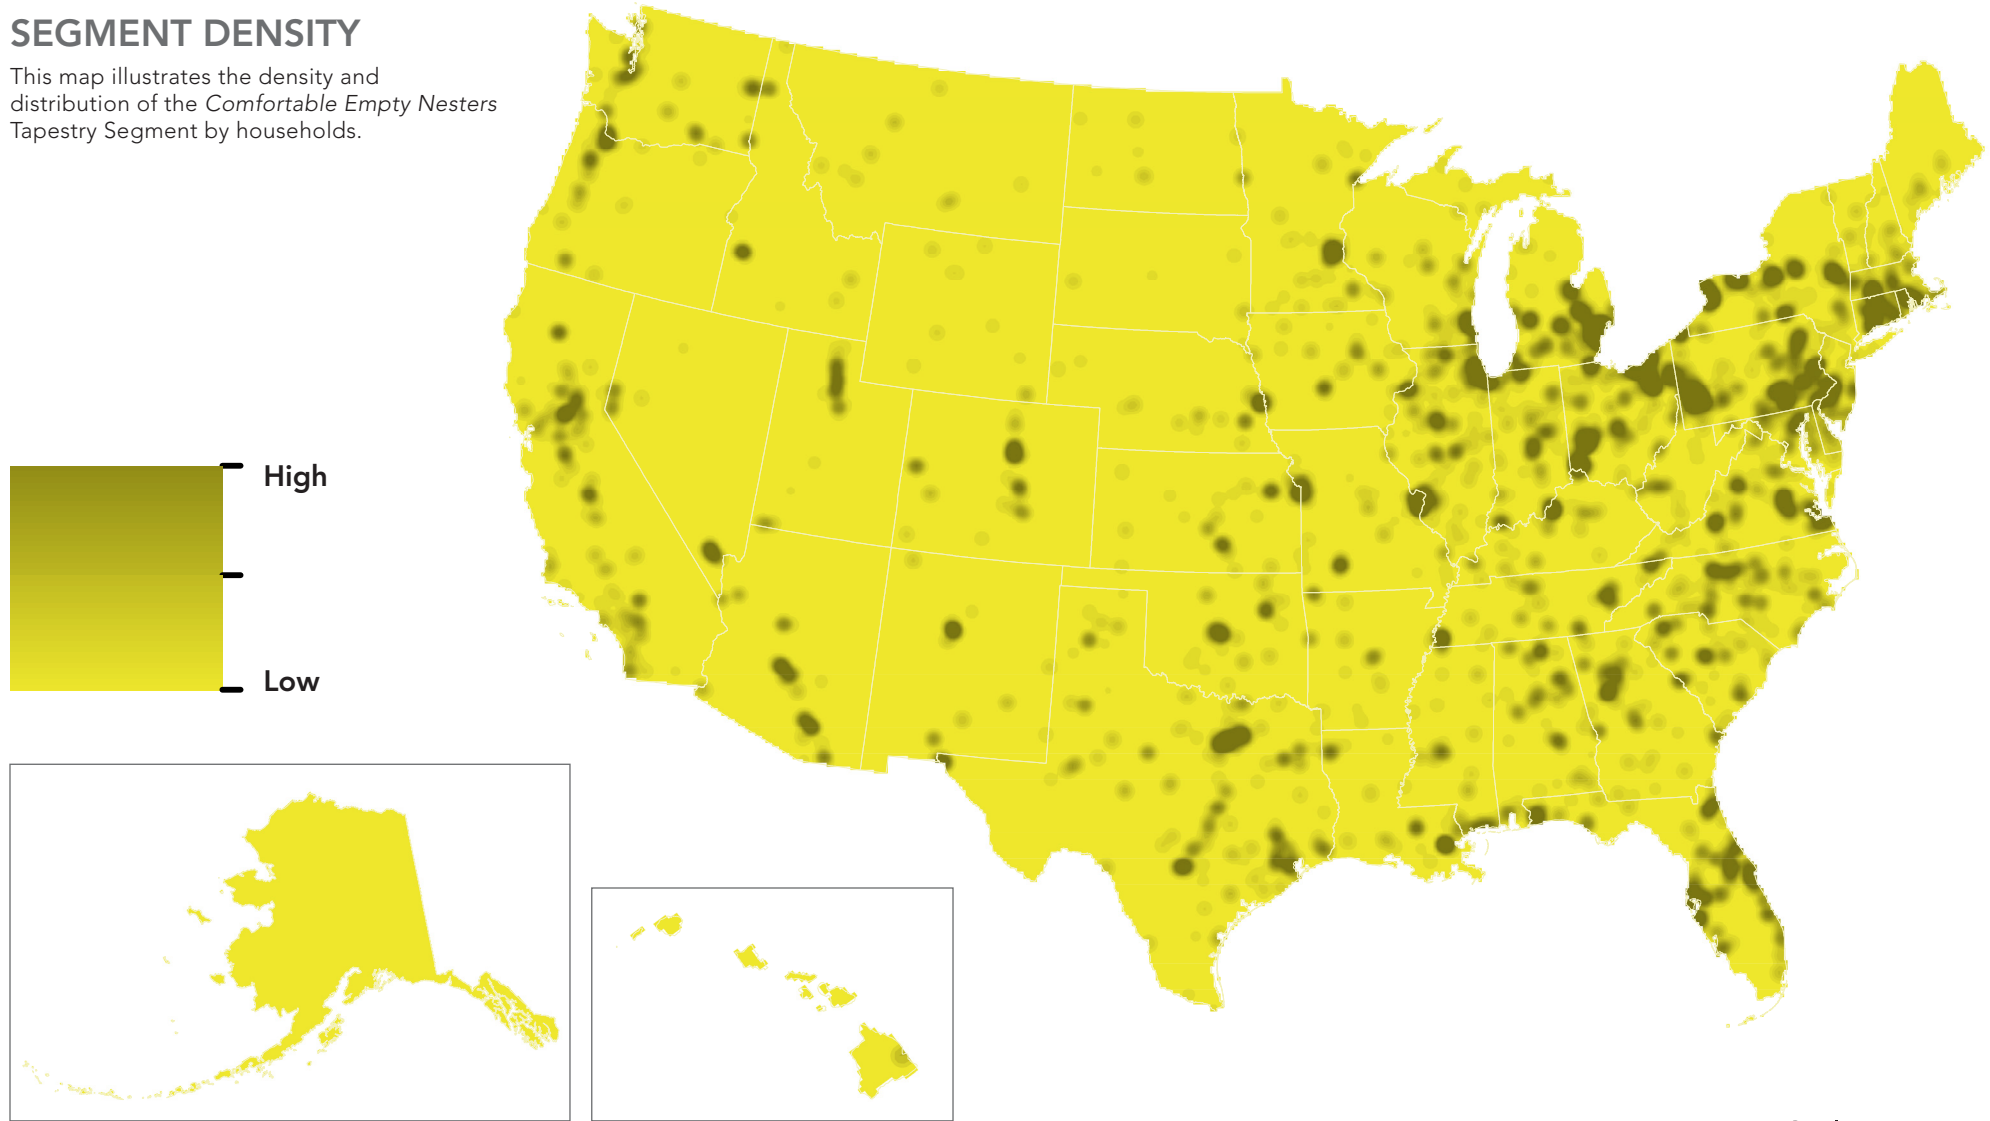 SEGMENT DENSITY
This map illustrates the density and
distribution of the Comfortable Empty Nesters
Tapestry Segment by households.
High
Low